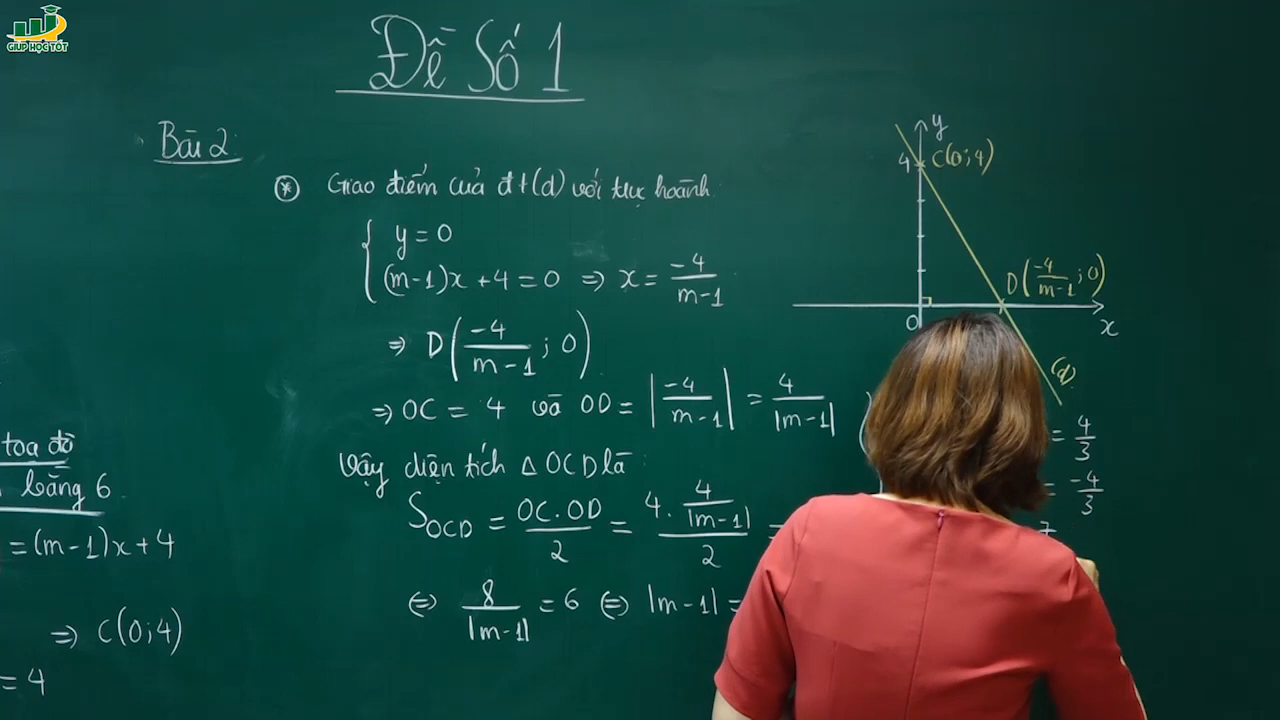 GIÚP HỌC TỐT
Đề Số 1
Bài 2
(*) Giao điểm của đt (d) với trục hoành
{ y = 0
(m-1)x + 4 = 0 => x = -4/(m-1)
=> D(-4/(m-1) ; 0)
=> OC = 4 và OD = |-4/(m-1)| = 4/|m-1|
Vậy diện tích Δ OCD là
S_OCD = OC.OD/2 = (4 . 4/|m-1|)/2 =
<=> 8/|m-1| = 6 <=> |m-1| =
toạ độ
bằng 6
= (m-1)x + 4
=> C(0;4)
= 4
y
4
C(0;4)
D(-4/(m-1) ; 0)
O
x
(d)
= 4/3
= -4/3
7